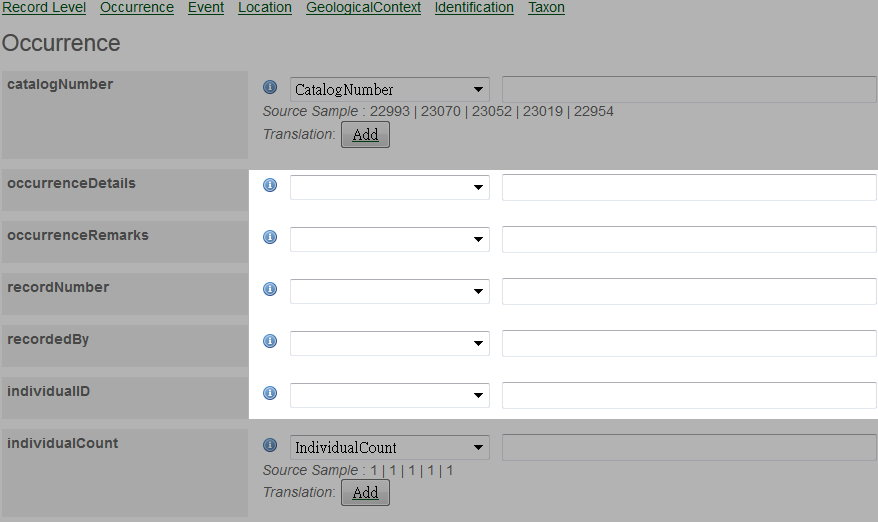 Record Level Occurrence Event Location GeologicalContext Identification Taxon
Occurrence
catalogNumber CatalogNumber
Source Sample : 22993 | 23070 | 23052 | 23019 | 22954
Translation: Add
occurrenceDetails
occurrenceRemarks
recordNumber
recordedBy
individualID
individualCount IndividualCount
Source Sample : 1 | 1 | 1 | 1 | 1
Translation: Add